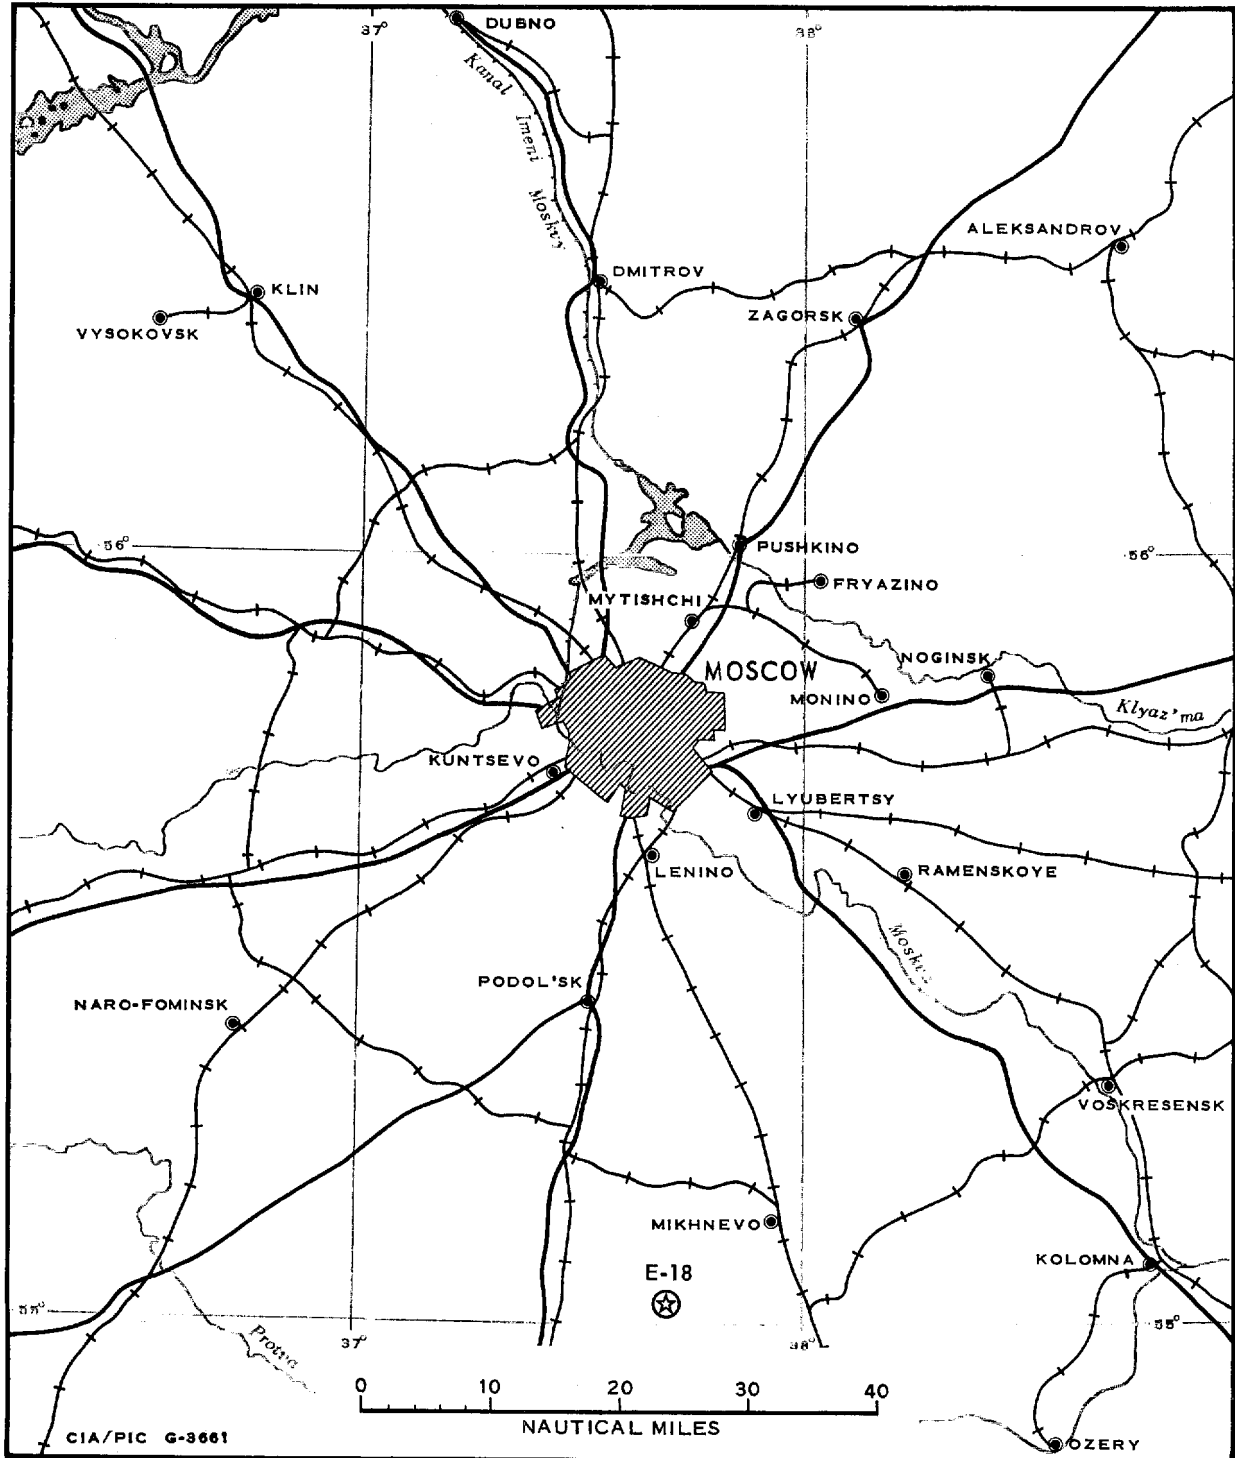 DUBNO
37°
38°
Kanal
Imeni
Moskvy
ALEKSANDROV
DMITROV
KLIN
ZAGORSK
VYSOKOVSK
56°
PUSHKINO
56°
FRYAZINO
MYTISHCHI
NOGINSK
MOSCOW
MONINO
Klyaz'ma
KUNTSEVO
LYUBERTSY
LENINO
RAMENSKOYE
Moskva
PODOL'SK
NARO-FOMINSK
VOSKRESENSK
MIKHNEVO
KOLOMNA
E-18
55°
55°
Protva
37°
38°
0 10 20 30 40
NAUTICAL MILES
CIA/PIC G-3661
OZERY